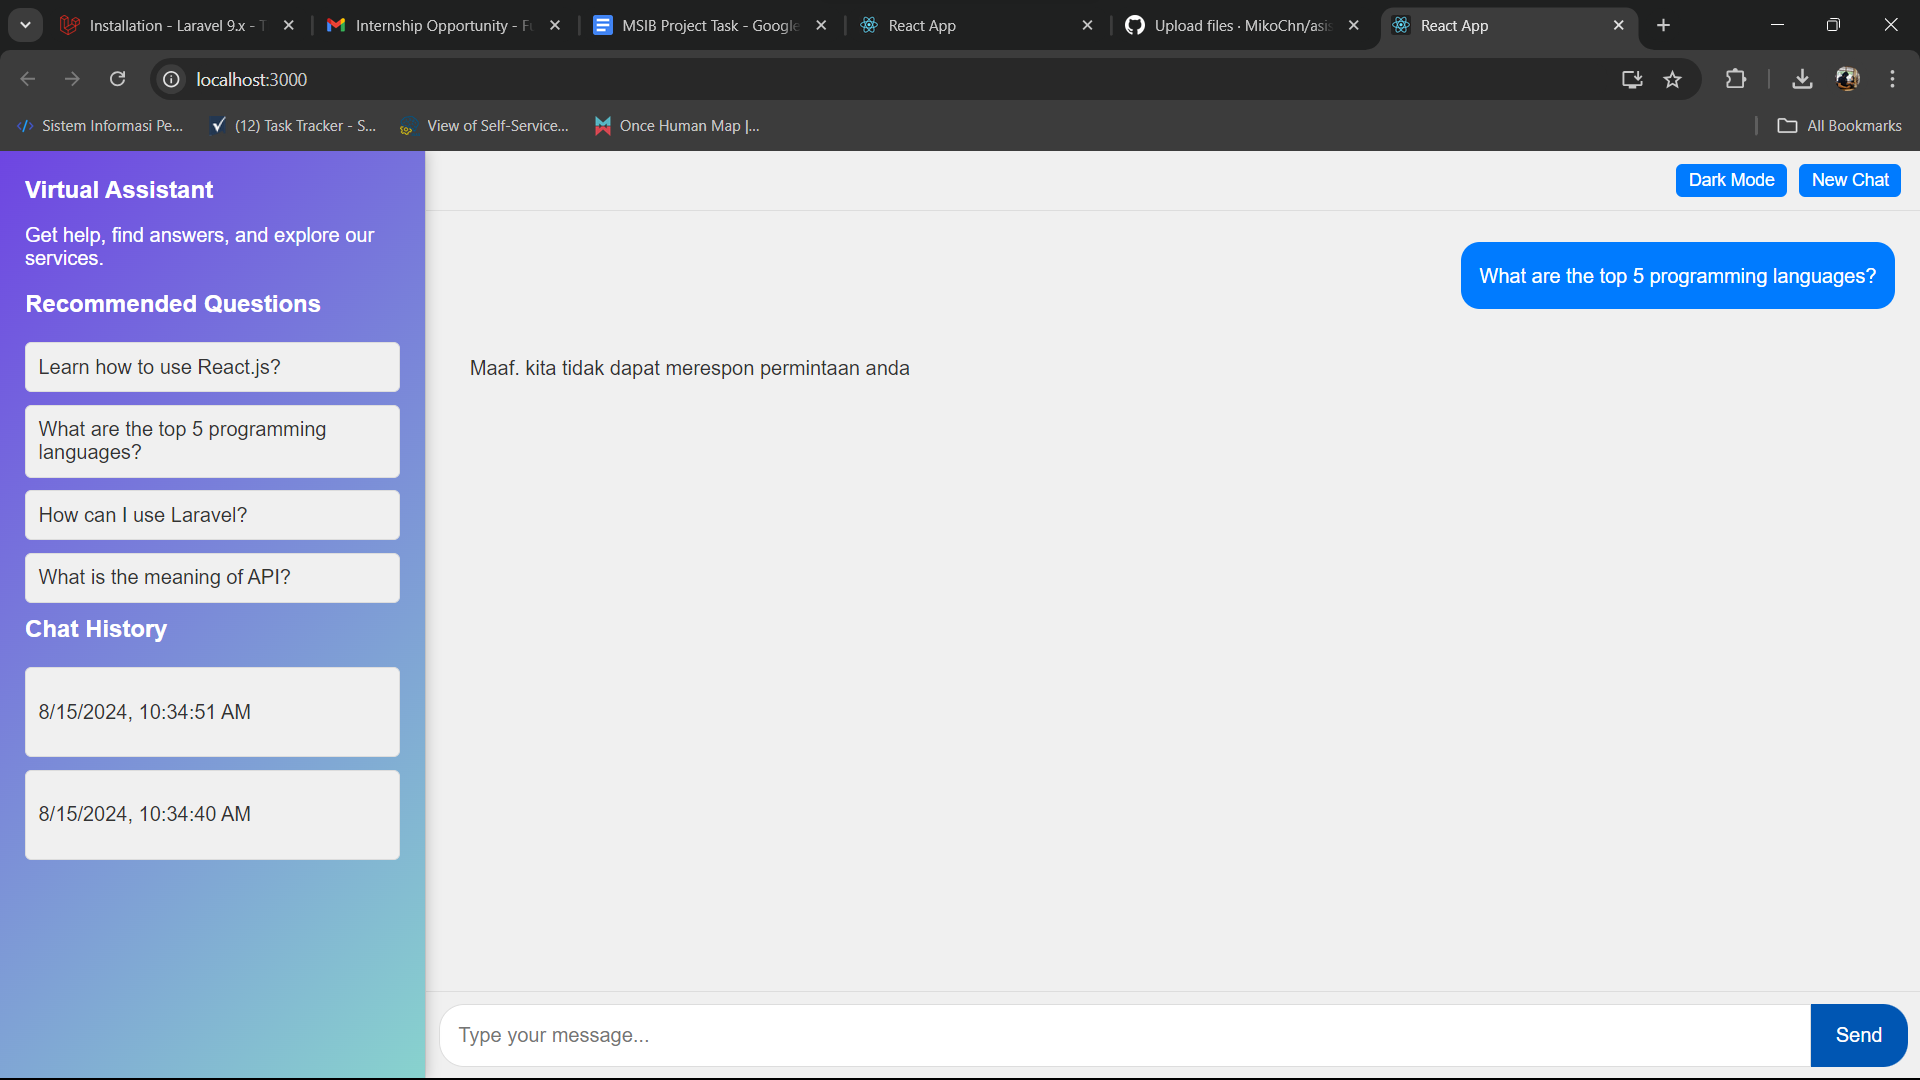 Installation - Laravel 9.x - T
Internship Opportunity - Fu
MSIB Project Task - Google
React App
Upload files · MikoChn/asis
React App
localhost:3000
Sistem Informasi Pe...
(12) Task Tracker - S...
View of Self-Service...
Once Human Map |...
All Bookmarks
Virtual Assistant
Get help, find answers, and explore our
services.
Recommended Questions
Learn how to use React.js?
What are the top 5 programming
languages?
How can I use Laravel?
What is the meaning of API?
Chat History
8/15/2024, 10:34:51 AM
8/15/2024, 10:34:40 AM
Dark Mode
New Chat
What are the top 5 programming languages?
Maaf. kita tidak dapat merespon permintaan anda
Type your message...
Send